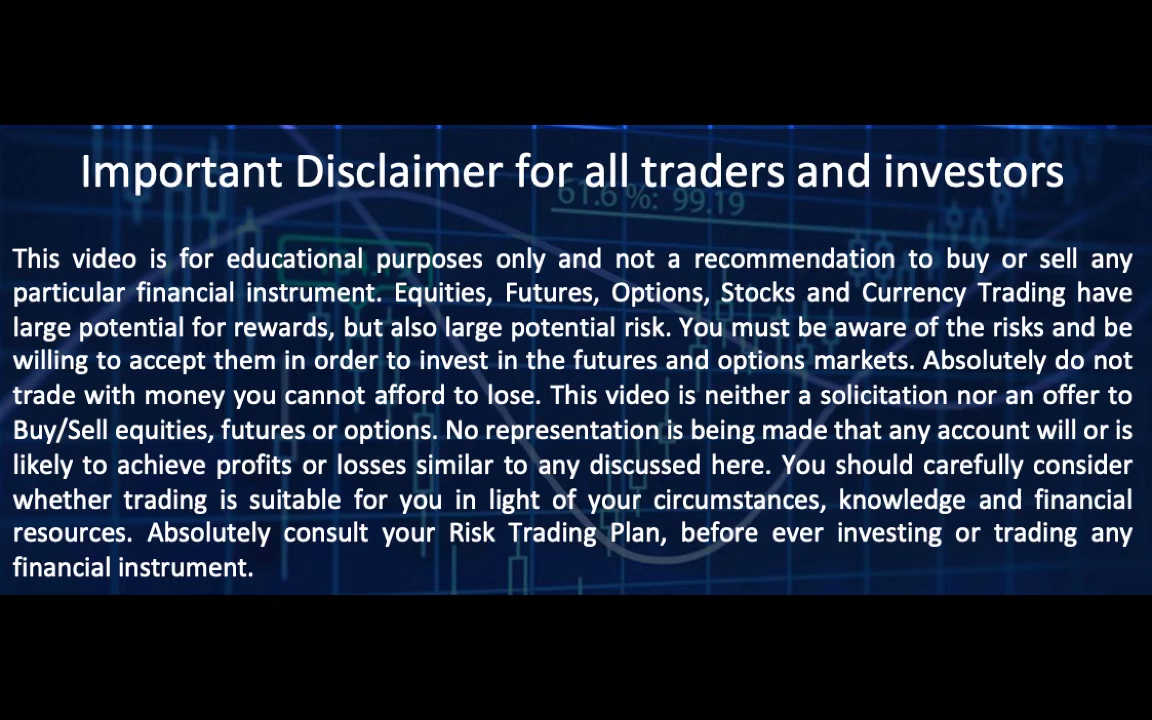 Important Disclaimer for all traders and investors
61.6 %: 99.19
This video is for educational purposes only and not a recommendation to buy or sell any
particular financial instrument. Equities, Futures, Options, Stocks and Currency Trading have
large potential for rewards, but also large potential risk. You must be aware of the risks and be
willing to accept them in order to invest in the futures and options markets. Absolutely do not
trade with money you cannot afford to lose. This video is neither a solicitation nor an offer to
Buy/Sell equities, futures or options. No representation is being made that any account will or is
likely to achieve profits or losses similar to any discussed here. You should carefully consider
whether trading is suitable for you in light of your circumstances, knowledge and financial
resources. Absolutely consult your Risk Trading Plan, before ever investing or trading any
financial instrument.